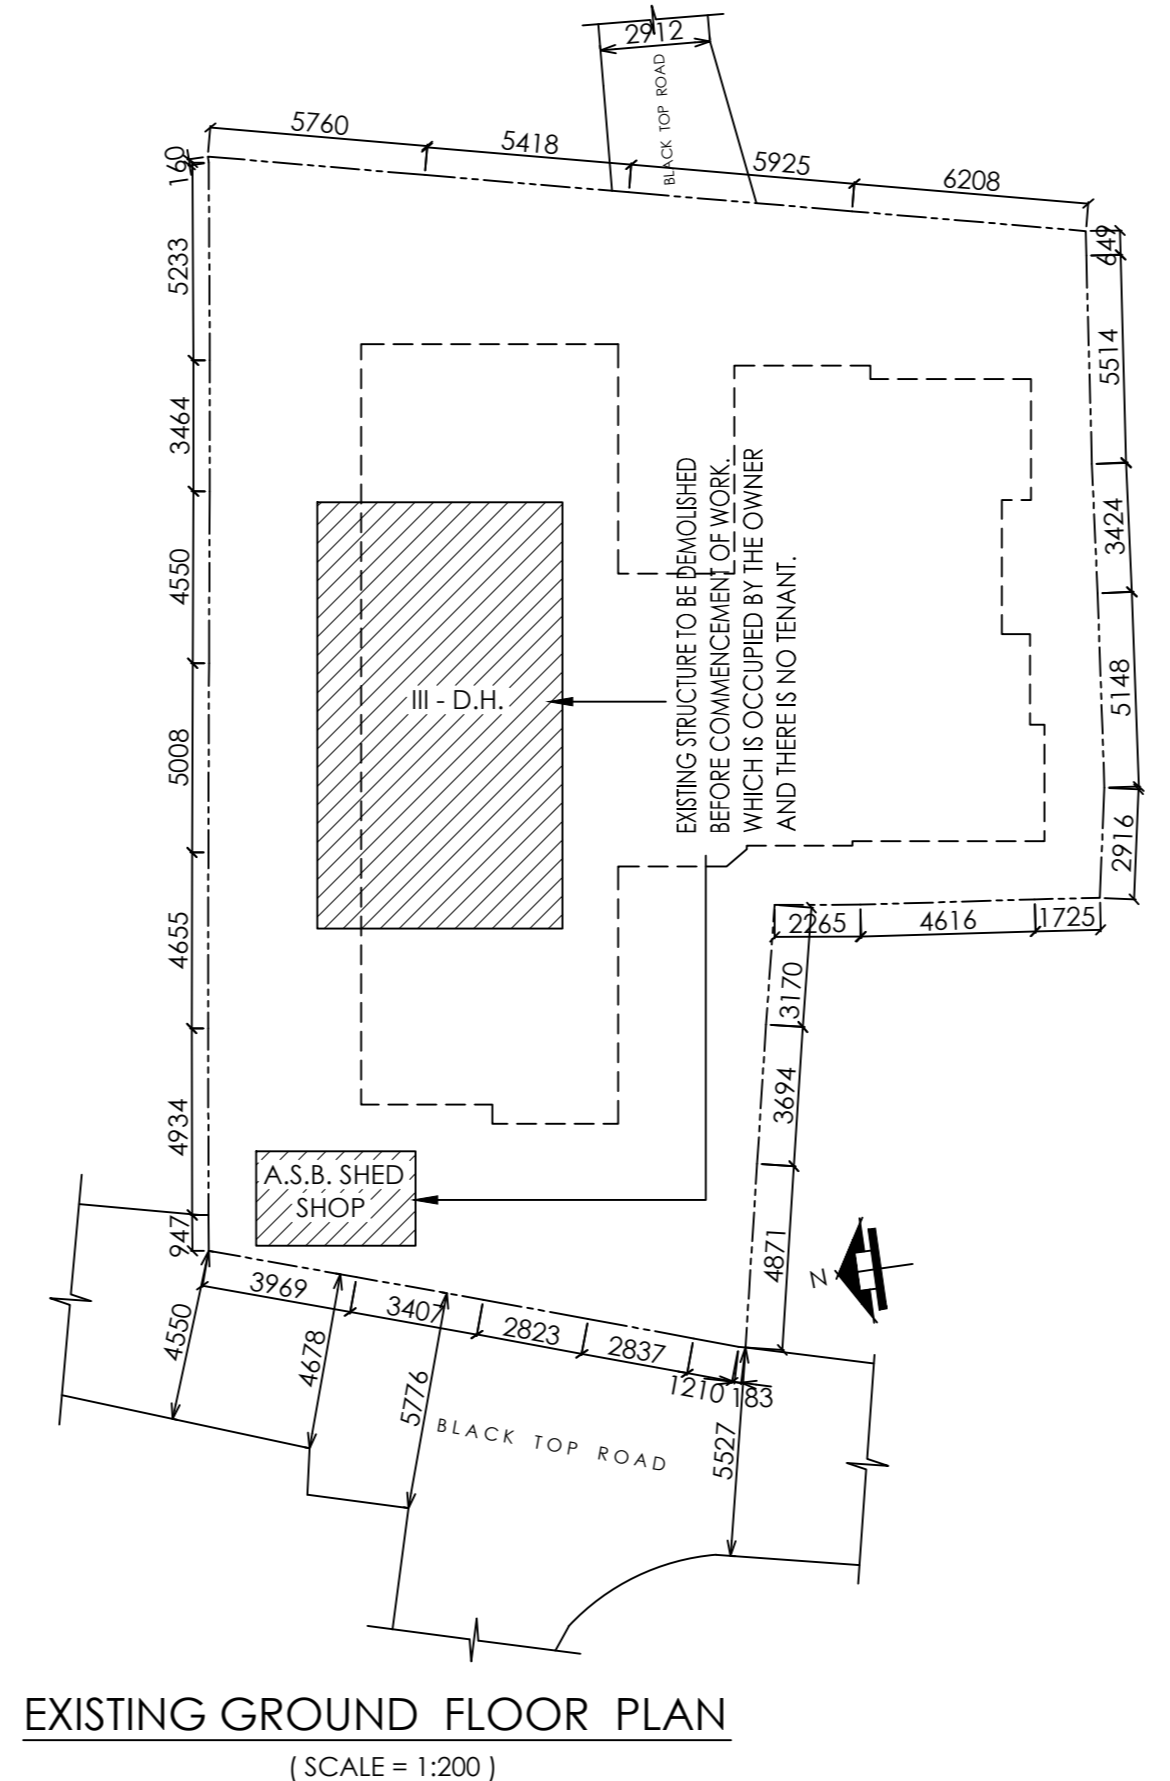 2912
BLACK TOP ROAD
5760
5418
5925
6208
160
5233
3464
4550
5008
4655
4934
947
649
5514
3424
5148
2916
2265
4616
1725
3170
3694
4871
III - D.H.
EXISTING STRUCTURE TO BE DEMOLISHED
BEFORE COMMENCEMENT OF WORK.
WHICH IS OCCUPIED BY THE OWNER
AND THERE IS NO TENANT.
A.S.B. SHED
SHOP
N
3969
3407
2823
2837
1210
183
4550
4678
5776
5527
BLACK TOP ROAD
EXISTING GROUND FLOOR PLAN
( SCALE = 1:200 )